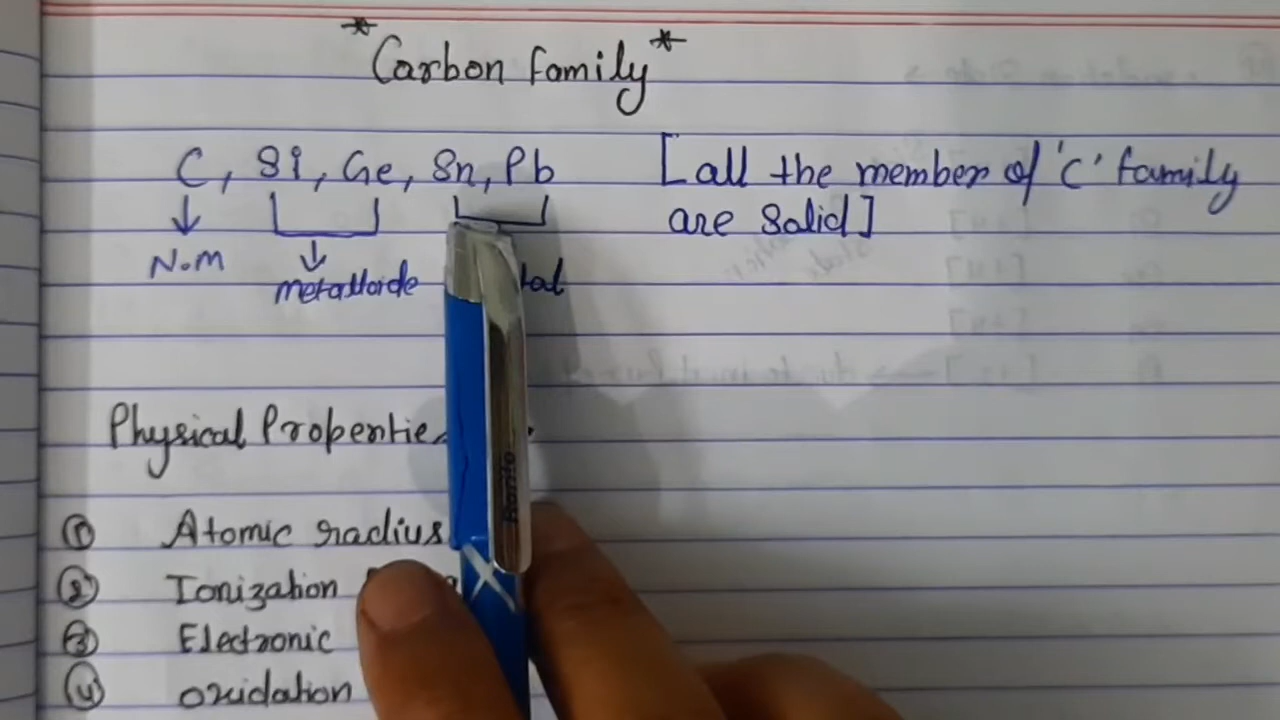 *Carbon family*
C, Si, Ge, Sn, Pb [all the member of 'C' family
are Solid]
N.M
metalloide
Physical
① Atomic radius
② Ionization
③ Electronic
④ oxidation